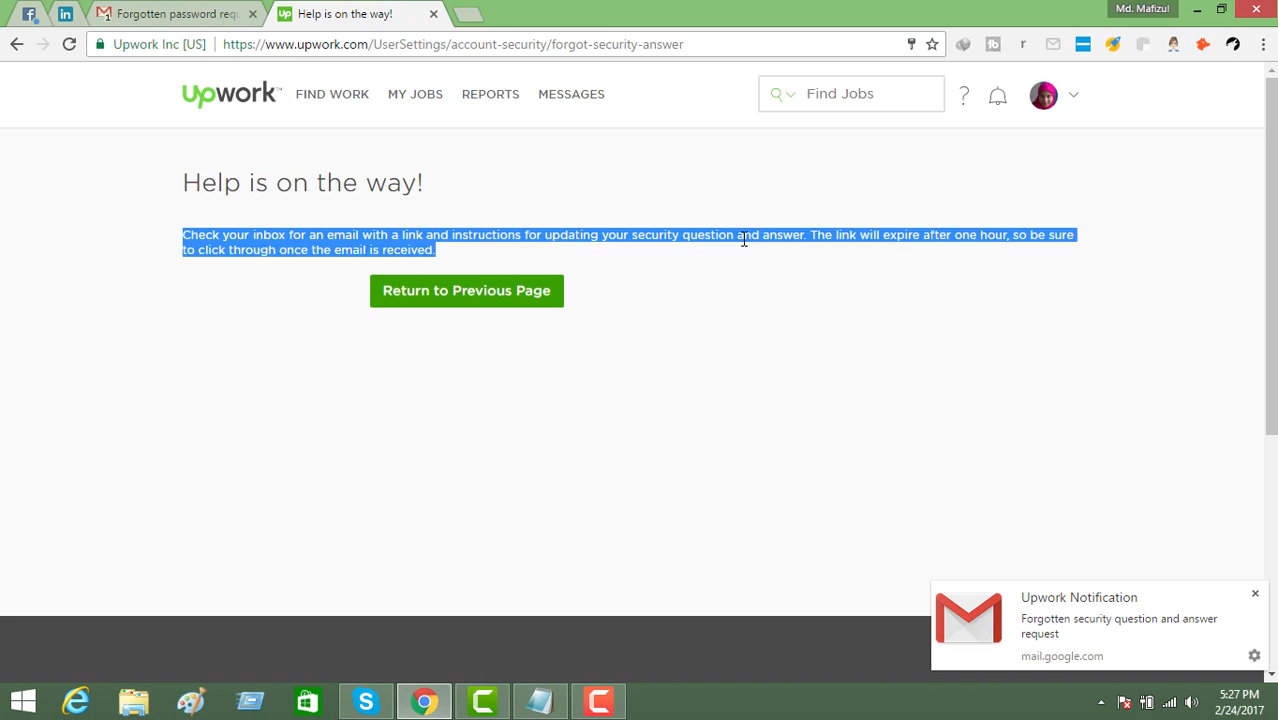 Md. Mafizul
Forgotten password req
Help is on the way!
Upwork Inc [US]
https://www.upwork.com/UserSettings/account-security/forgot-security-answer
Upwork
FIND WORK
MY JOBS
REPORTS
MESSAGES
Find Jobs
Help is on the way!
Check your inbox for an email with a link and instructions for updating your security question and answer. The link will expire after one hour, so be sure
to click through once the email is received.
Return to Previous Page
Upwork Notification
Forgotten security question and answer
request
mail.google.com
5:27 PM
2/24/2017